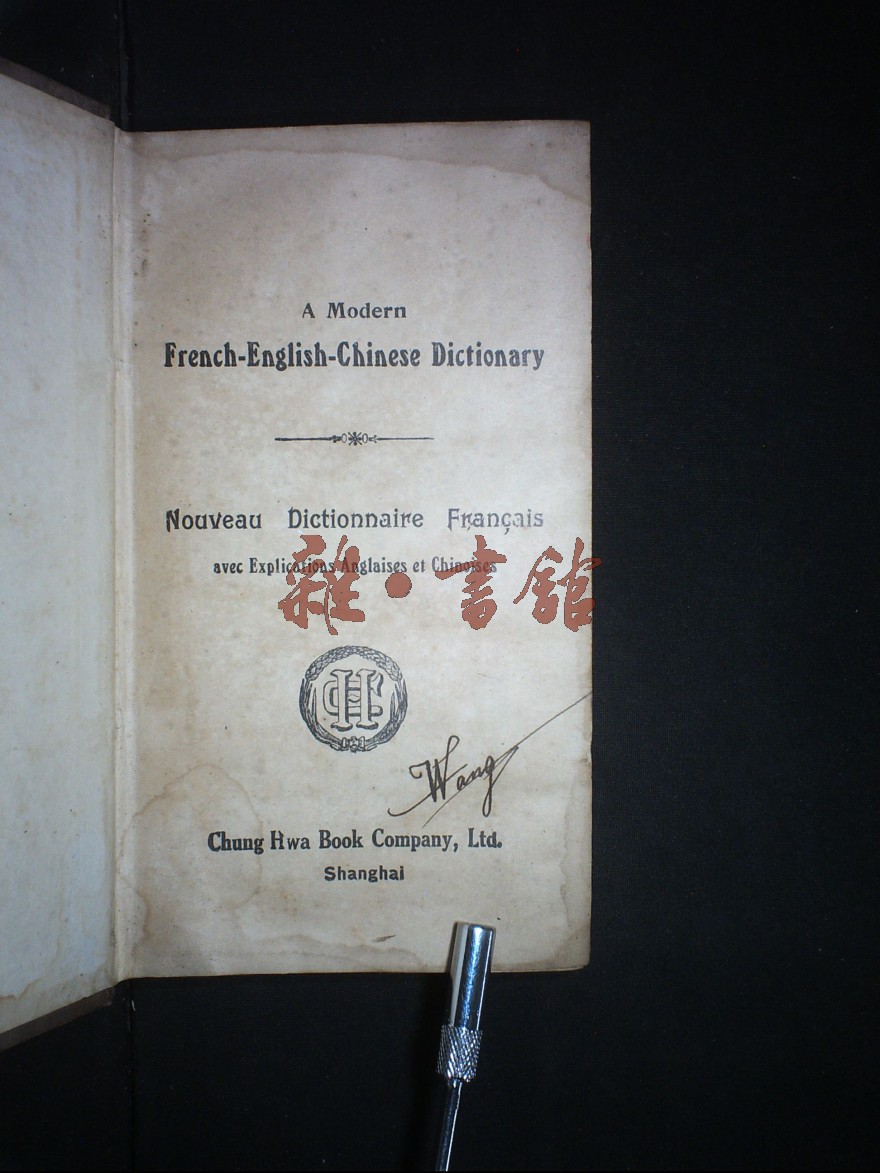 A Modern
French-English-Chinese Dictionary
Nouveau Dictionnaire Français
avec Explications Anglaises et Chinoises
雜·書館
Wang
Chung Hwa Book Company, Ltd.
Shanghai